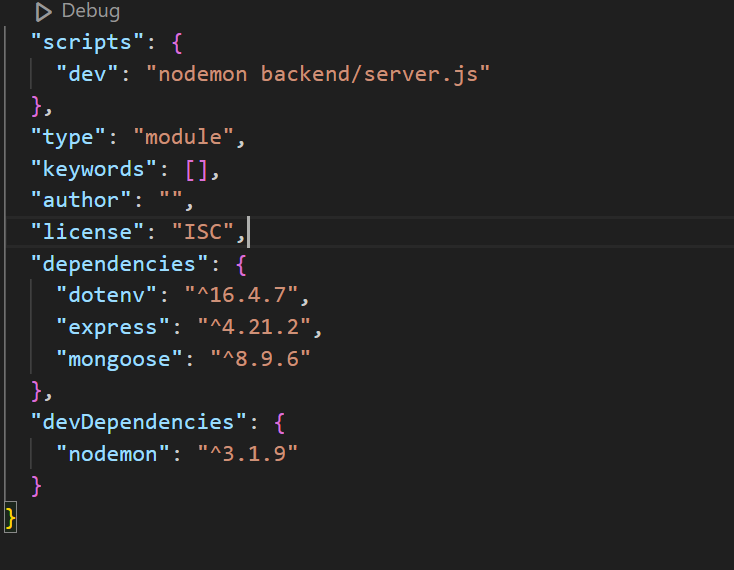 Debug
"scripts": {
"dev": "nodemon backend/server.js"
},
"type": "module",
"keywords": [],
"author": "",
"license": "ISC",
"dependencies": {
"dotenv": "^16.4.7",
"express": "^4.21.2",
"mongoose": "^8.9.6"
},
"devDependencies": {
"nodemon": "^3.1.9"
}
}